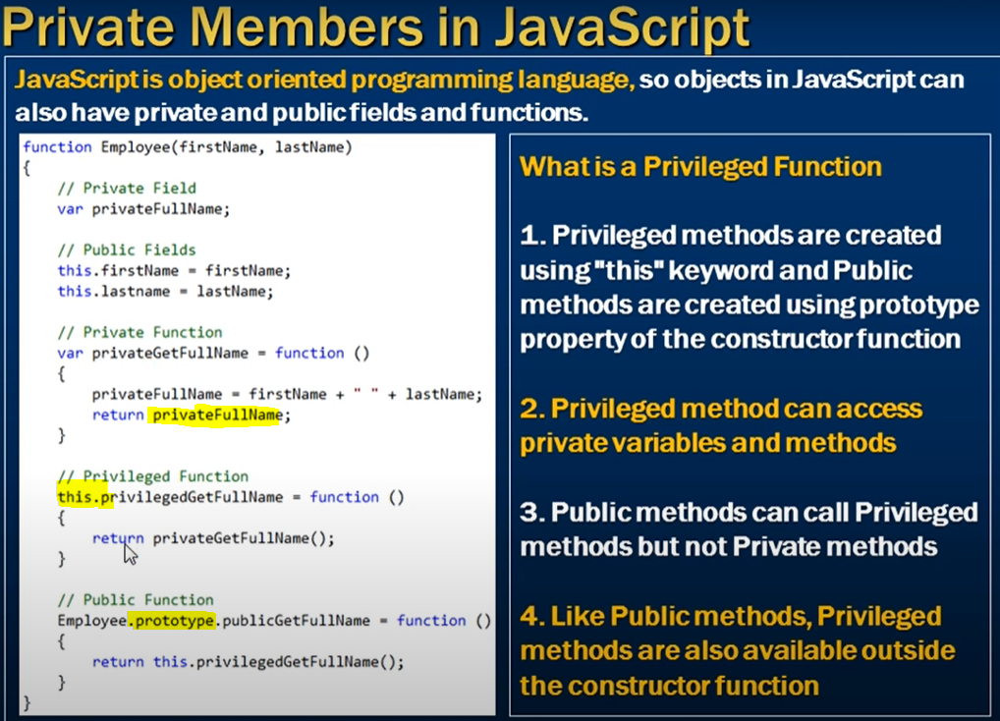 Private Members in JavaScript
JavaScript is object oriented programming language, so objects in JavaScript can
also have private and public fields and functions.
function Employee(firstName, lastName)
{
// Private Field
var privateFullName;
// Public Fields
this.firstName = firstName;
this.lastname = lastName;
// Private Function
var privateGetFullName = function ()
{
privateFullName = firstName + " " + lastName;
return privateFullName;
}
// Privileged Function
this.privilegedGetFullName = function ()
{
return privateGetFullName();
}
// Public Function
Employee.prototype.publicGetFullName = function ()
{
return this.privilegedGetFullName();
}
}
What is a Privileged Function
1. Privileged methods are created
using "this" keyword and Public
methods are created using prototype
property of the constructor function
2. Privileged method can access
private variables and methods
3. Public methods can call Privileged
methods but not Private methods
4. Like Public methods, Privileged
methods are also available outside
the constructor function